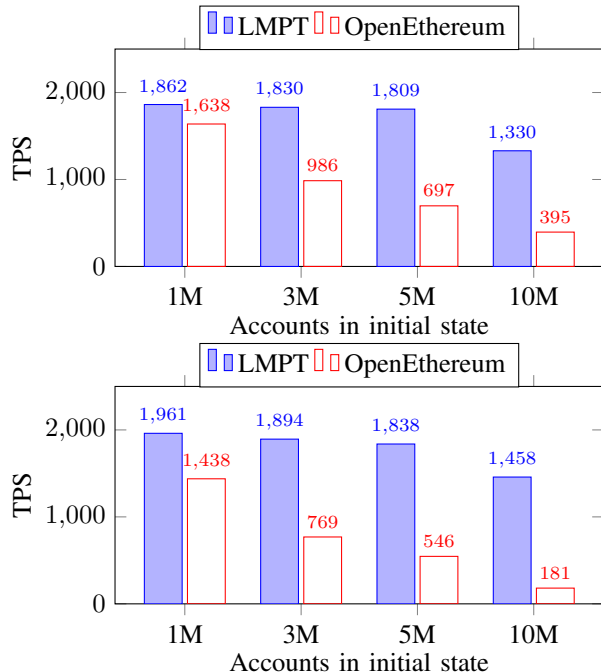 LMPT OpenEthereum
1,862 1,830 1,809
1,638
1,330
986
697
395
2,000
1,000
0
TPS
1M 3M 5M 10M
Accounts in initial state
LMPT OpenEthereum
1,961 1,894 1,838
1,438
1,458
769
546
181
2,000
1,000
0
TPS
1M 3M 5M 10M
Accounts in initial state